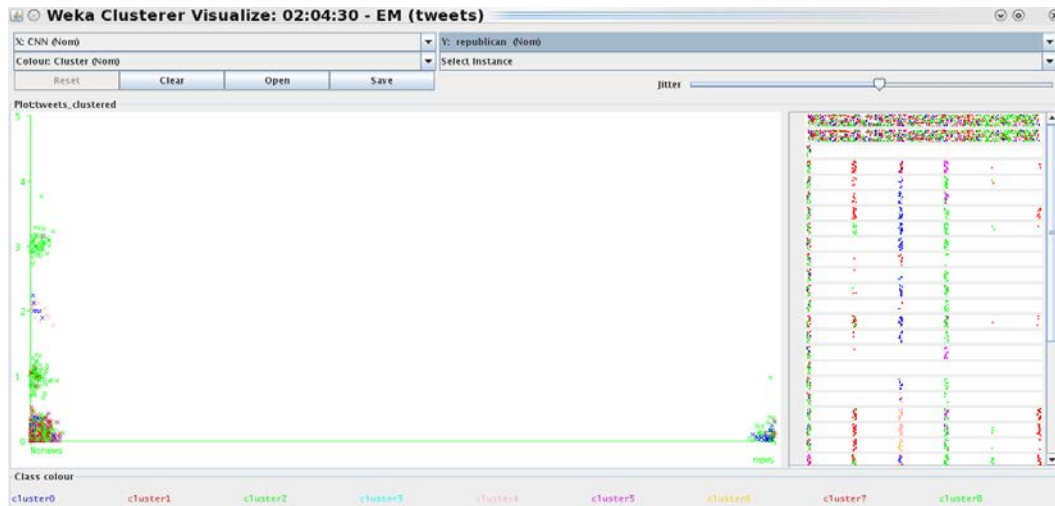 Weka Clusterer Visualize: 02:04:30 - EM (tweets)
X: CNN (Nom) Y: republican (Nom)
Colour: Cluster (Nom) Select Instance
Reset Clear Open Save Jitter
Plot:tweets_clustered
5
4
3
2
1
0
Nonews news
Class colour
cluster0 cluster1 cluster2 cluster3 cluster4 cluster5 cluster6 cluster7 cluster8